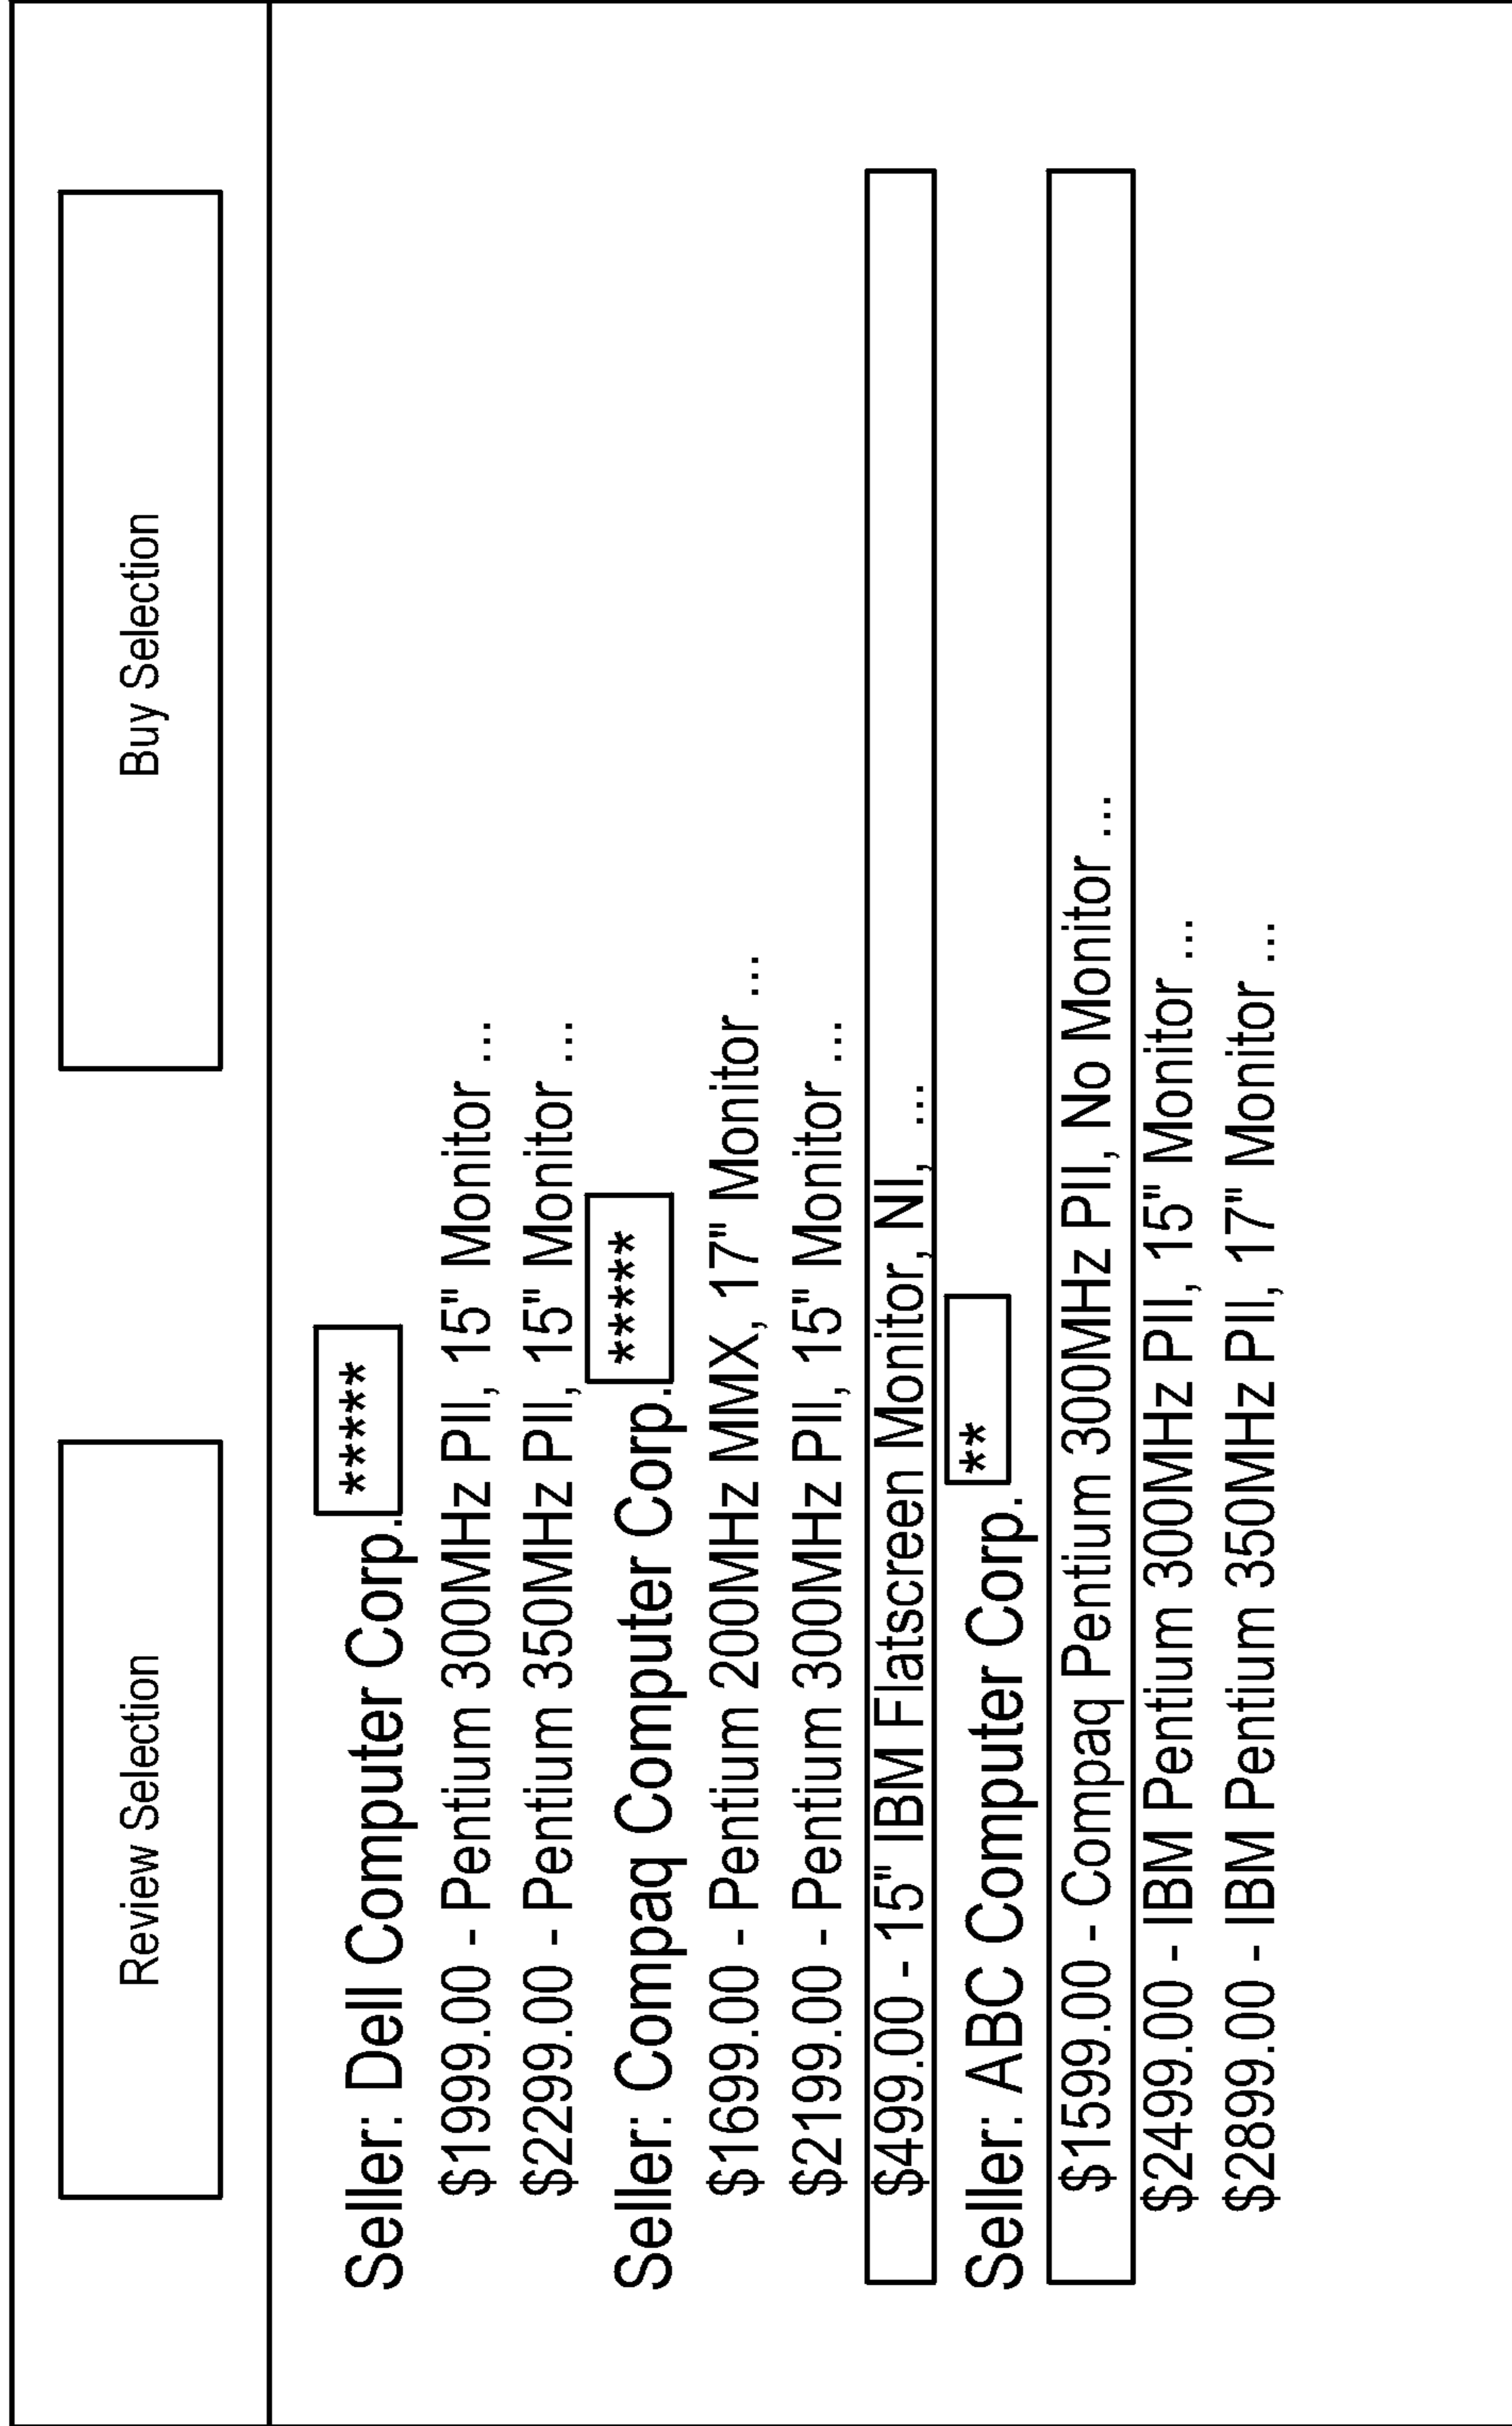 Review Selection
Buy Selection
Seller: Dell Computer Corp. *****
$1999.00 - Pentium 300MHz PII, 15" Monitor ...
$2299.00 - Pentium 350MHz PII, 15" Monitor ...
Seller: Compaq Computer Corp. *****
$1699.00 - Pentium 200MHz MMX, 17" Monitor ...
$2199.00 - Pentium 300MHz PII, 15" Monitor ...
$499.00 - 15" IBM Flatscreen Monitor, NI, ...
Seller: ABC Computer Corp. **
$1599.00 - Compaq Pentium 300MHz PII, No Monitor ...
$2499.00 - IBM Pentium 300MHz PII, 15" Monitor ...
$2899.00 - IBM Pentium 350MHz PII, 17" Monitor ...